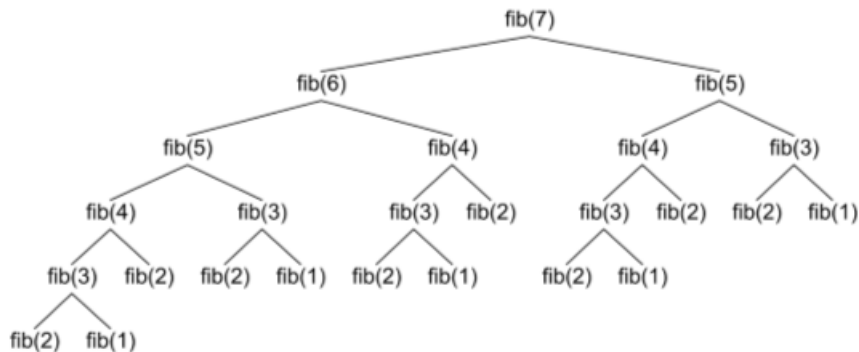 fib(7)
fib(6) fib(5)
fib(5) fib(4) fib(4) fib(3)
fib(4) fib(3) fib(3) fib(2) fib(3) fib(2) fib(2) fib(1)
fib(3) fib(2) fib(2) fib(1) fib(2) fib(1) fib(2) fib(1)
fib(2) fib(1)